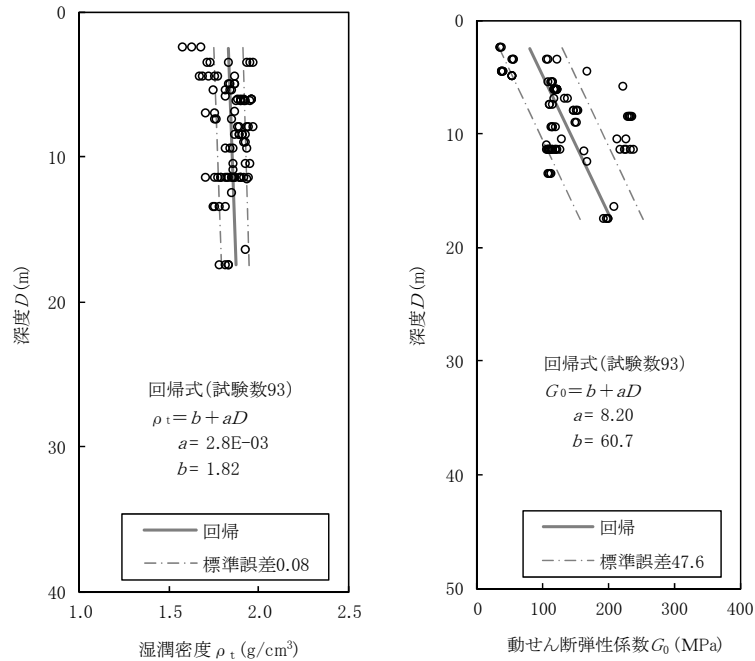 0
10
20
30
40
深度D(m)
1.0
1.5
2.0
2.5
湿潤密度ρt(g/cm³)
回帰式(試験数93)
ρt=b+aD
a= 2.8E-03
b= 1.82
回帰
標準誤差0.08
0
10
20
30
40
50
深度D(m)
0
100
200
300
400
動せん断弾性係数G₀(MPa)
回帰式(試験数93)
G₀=b+aD
a= 8.20
b= 60.7
回帰
標準誤差47.6